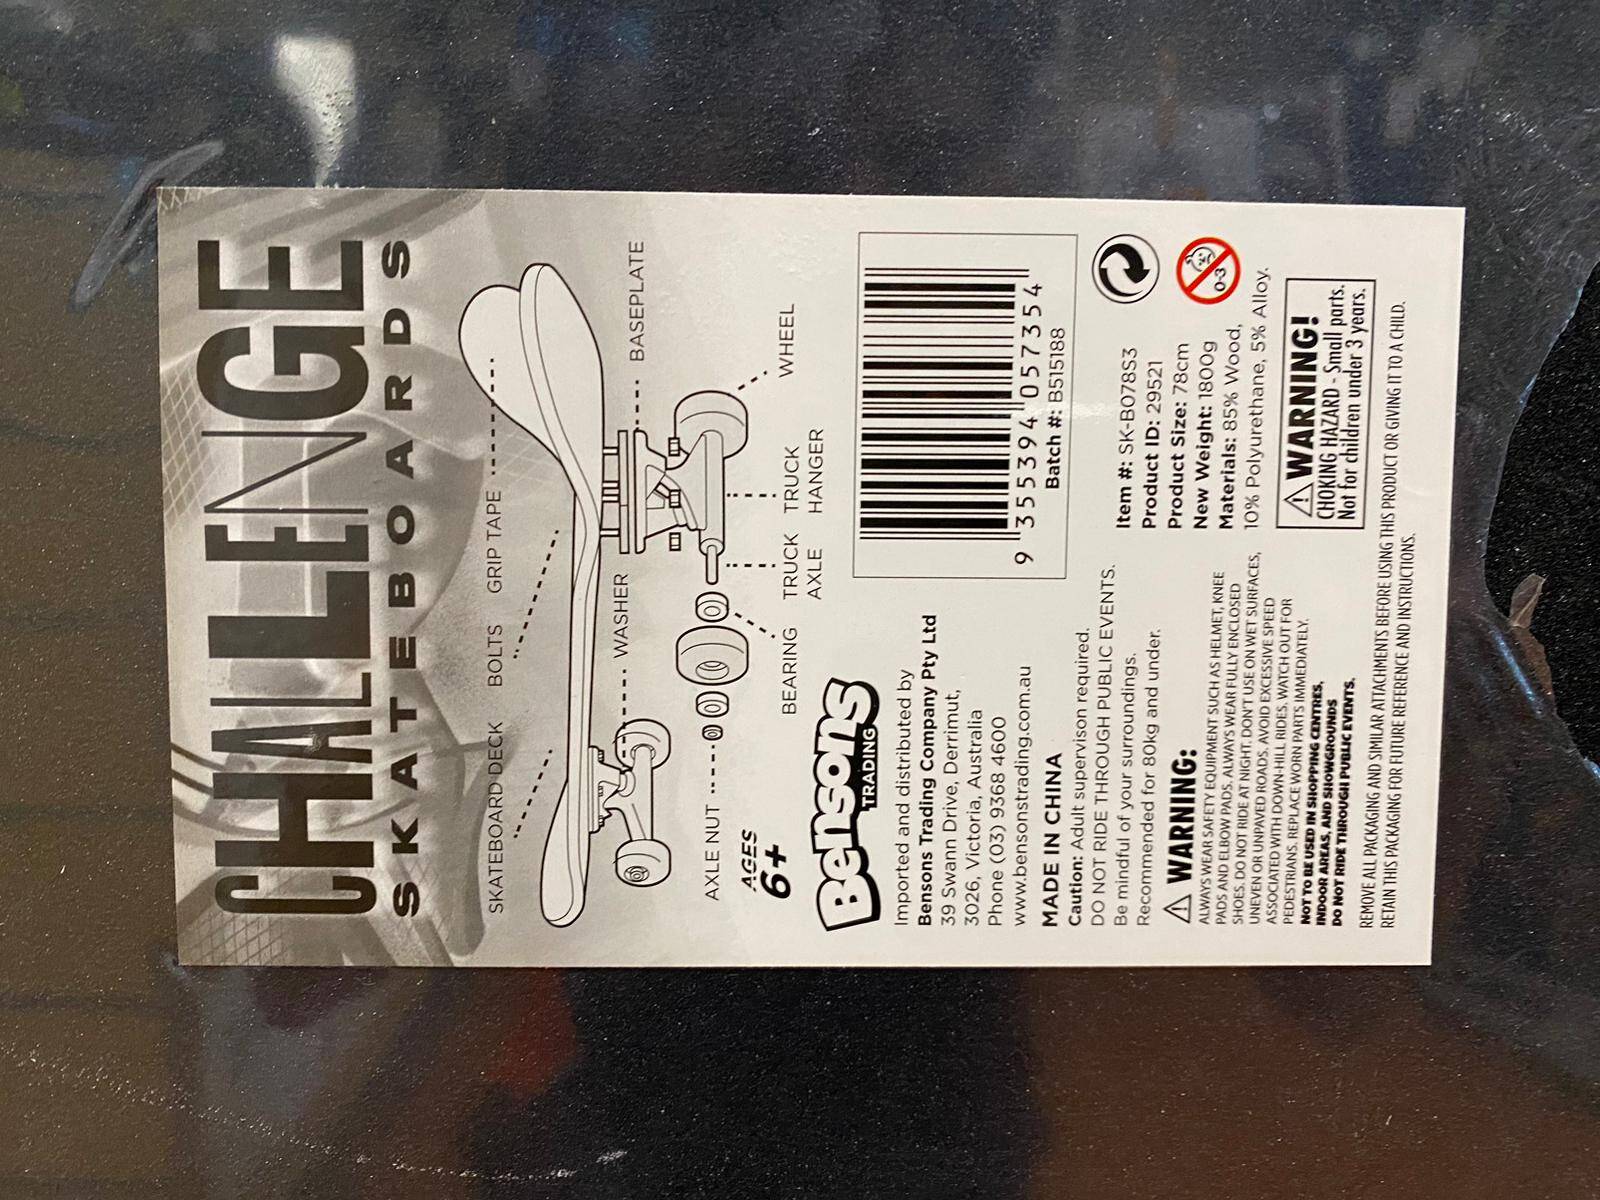 CHALLENGE
SKATEBOARDS
SKATEBOARD DECK
BOLTS
GRIP TAPE
BASEPLATE
WASHER
WHEEL
AXLE NUT
BEARING
TRUCK
AXLE
TRUCK
HANGER
AGES
6+
Bensons
TRADING
Imported and distributed by
Bensons Trading Company Pty Ltd
39 Swann Drive, Derrimut,
3026, Victoria, Australia
Phone (03) 9368 4600
www.bensonstrading.com.au
MADE IN CHINA
Caution: Adult supervision required.
DO NOT RIDE THROUGH PUBLIC EVENTS.
Be mindful of your surroundings.
Recommended for 80kg and under.
⚠ WARNING:
ALWAYS WEAR SAFETY EQUIPMENT SUCH AS HELMET, KNEE
PADS AND ELBOW PADS. ALWAYS WEAR FULLY ENCLOSED
SHOES. DO NOT RIDE AT NIGHT. DON'T USE ON WET SURFACES,
UNEVEN OR UNPAVED ROADS. AVOID EXCESSIVE SPEED
ASSOCIATED WITH DOWN-HILL RIDES. WATCH OUT FOR
PEDESTRIANS. REPLACE WORN PARTS IMMEDIATELY.
NOT TO BE USED IN SHOPPING CENTRES,
INDOOR AREAS, AND SHOWGROUNDS
DO NOT RIDE THROUGH PUBLIC EVENTS.
9 355394 057354
Batch #: B515188
Item #: SK-B078S3
Product ID: 29521
Product Size: 78cm
New Weight: 1800g
Materials: 85% Wood,
10% Polyurethane, 5% Alloy.
0-3
⚠WARNING!
CHOKING HAZARD - Small parts.
Not for children under 3 years.
REMOVE ALL PACKAGING AND SIMILAR ATTACHMENTS BEFORE USING THIS PRODUCT OR GIVING IT TO A CHILD.
RETAIN THIS PACKAGING FOR FUTURE REFERENCE AND INSTRUCTIONS.